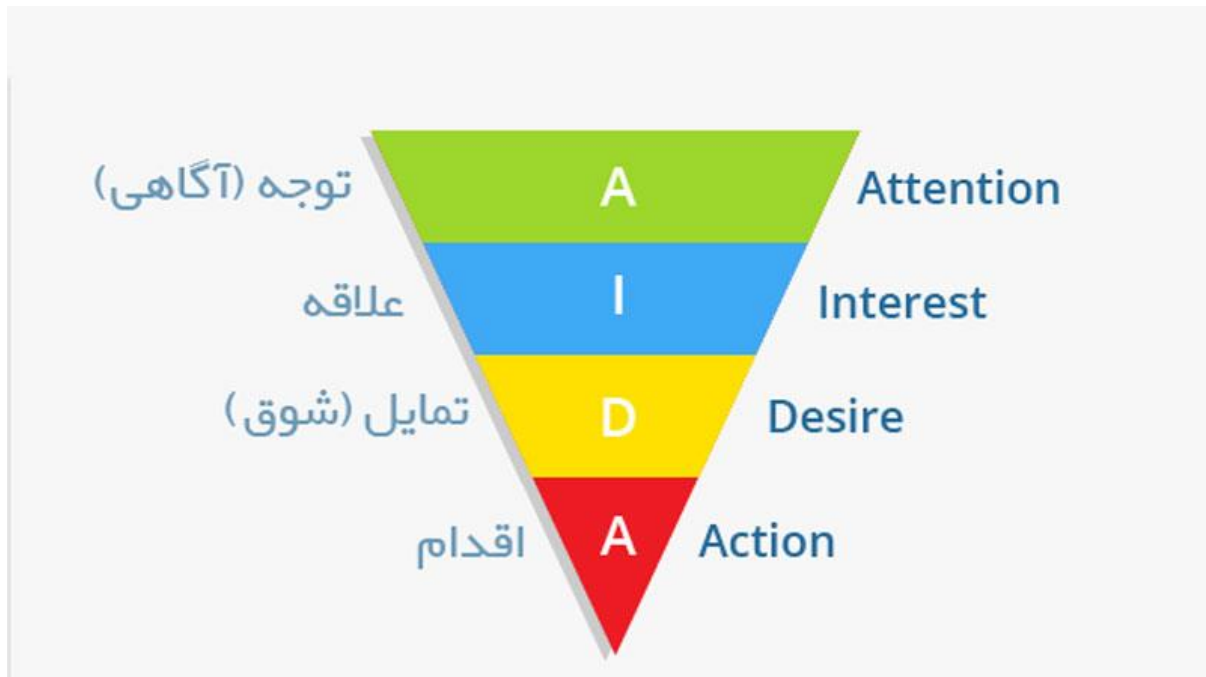 توجه (آگاهی) A Attention
علاقه I Interest
تمایل (شوق) D Desire
اقدام A Action